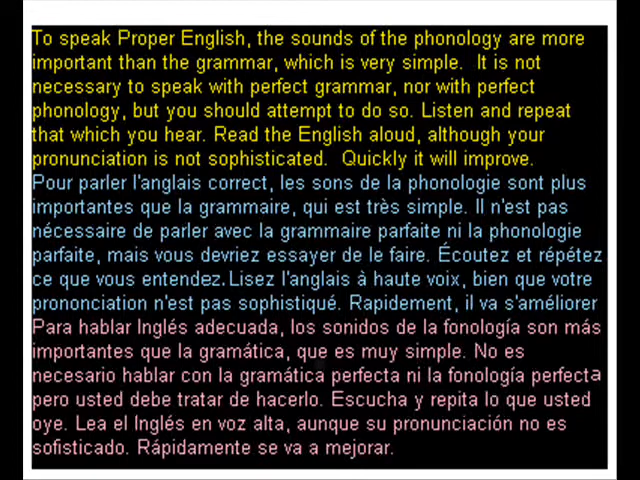 To speak Proper English, the sounds of the phonology are more
important than the grammar, which is very simple.  It is not
necessary to speak with perfect grammar, nor with perfect
phonology, but you should attempt to do so. Listen and repeat
that which you hear. Read the English aloud, although your
pronunciation is not sophisticated.  Quickly it will improve.
Pour parler l'anglais correct, les sons de la phonologie sont plus
importantes que la grammaire, qui est très simple. Il n'est pas
nécessaire de parler avec la grammaire parfaite ni la phonologie
parfaite, mais vous devriez essayer de le faire. Écoutez et répétez
ce que vous entendez. Lisez l'anglais à haute voix, bien que votre
prononciation n'est pas sophistiqué. Rapidement, il va s'améliorer
Para hablar Inglés adecuada, los sonidos de la fonología son más
importantes que la gramática, que es muy simple. No es
necesario hablar con la gramática perfecta ni la fonología perfecta
pero usted debe tratar de hacerlo. Escucha y repita lo que usted
oye. Lea el Inglés en voz alta, aunque su pronunciación no es
sofisticado. Rápidamente se va a mejorar.